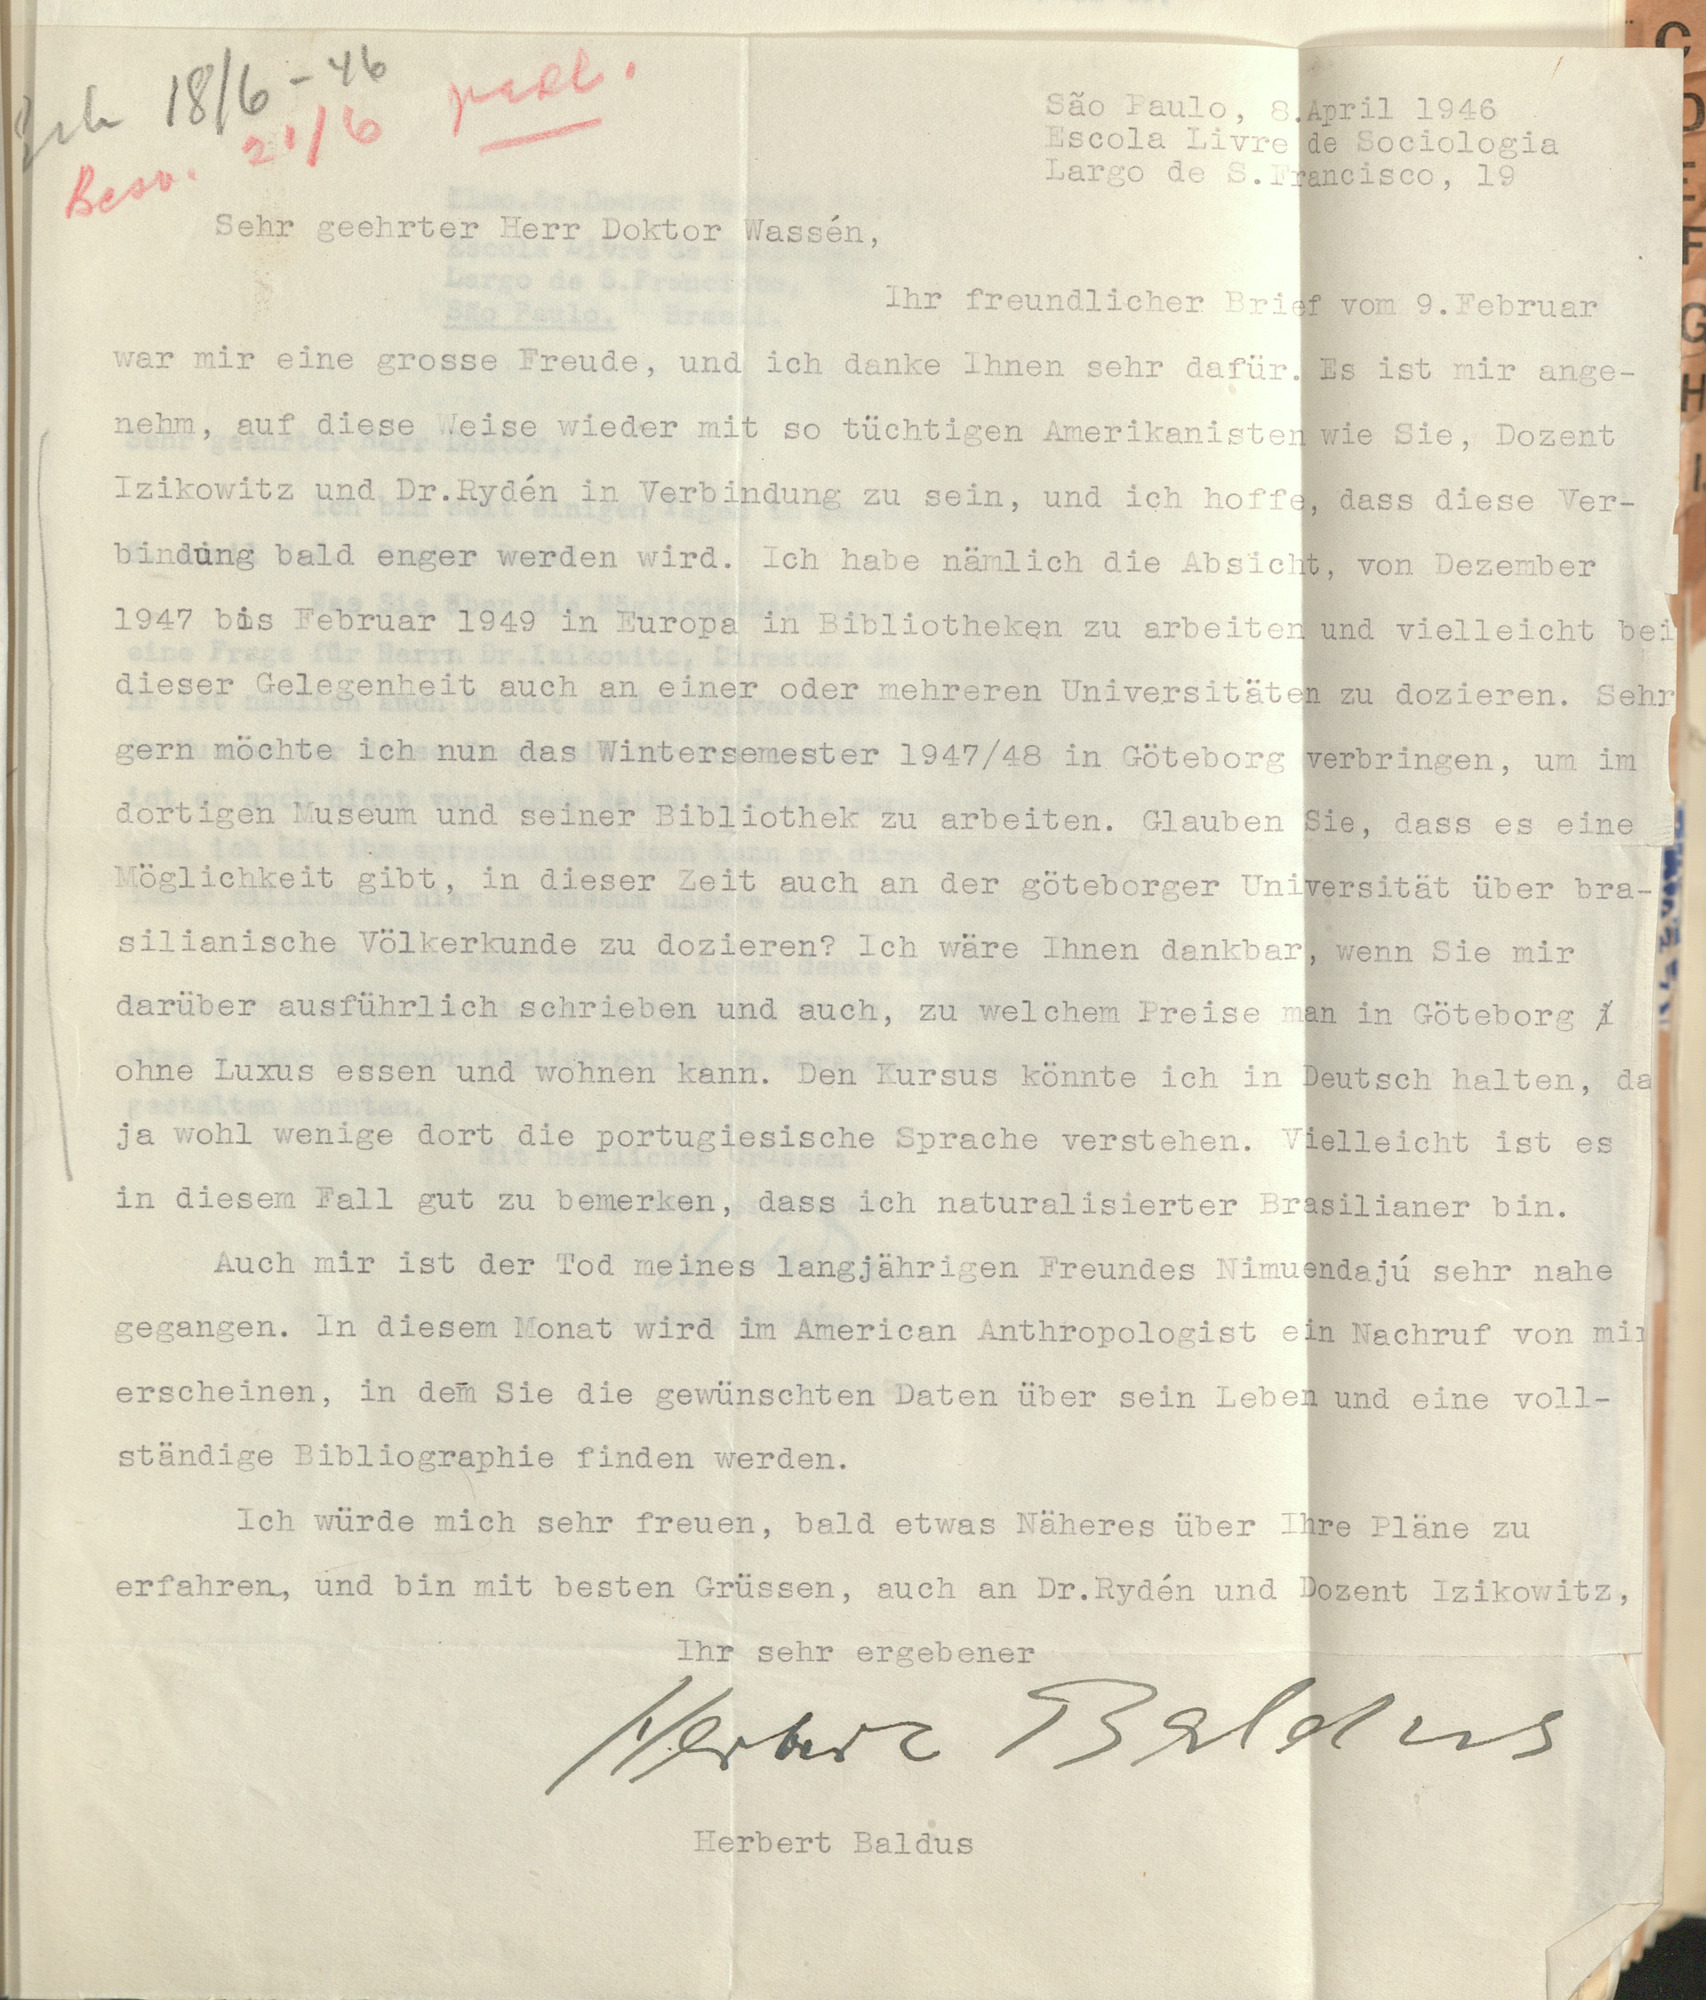 18/6 - 46
Besv. 21/6
São Paulo, 8.April 1946
Escola Livre de Sociologia
Largo de S.Francisco, 19
Sehr geehrter Herr Doktor Wassén,
Ihr freundlicher Brief vom 9.Februar
war mir eine grosse Freude, und ich danke Ihnen sehr dafür. Es ist mir ange-
nehm, auf diese Weise wieder mit so tüchtigen Amerikanisten wie Sie, Dozent
Izikowitz und Dr.Rydén in Verbindung zu sein, und ich hoffe, dass diese Ver-
bindung bald enger werden wird. Ich habe nämlich die Absicht, von Dezember
1947 bis Februar 1949 in Europa in Bibliotheken zu arbeiten und vielleicht bei
dieser Gelegenheit auch an einer oder mehreren Universitäten zu dozieren. Sehr
gern möchte ich nun das Wintersemester 1947/48 in Göteborg verbringen, um im
dortigen Museum und seiner Bibliothek zu arbeiten. Glauben Sie, dass es eine
Möglichkeit gibt, in dieser Zeit auch an der göteborger Universität über bra-
silianische Völkerkunde zu dozieren? Ich wäre Ihnen dankbar, wenn Sie mir
darüber ausführlich schrieben und auch, zu welchem Preise man in Göteborg
ohne Luxus essen und wohnen kann. Den Kursus könnte ich in Deutsch halten, da
ja wohl wenige dort die portugiesische Sprache verstehen. Vielleicht ist es
in diesem Fall gut zu bemerken, dass ich naturalisierter Brasilianer bin.
Auch mir ist der Tod meines langjährigen Freundes Nimuendajú sehr nahe
gegangen. In diesem Monat wird im American Anthropologist ein Nachruf von mir
erscheinen, in dem Sie die gewünschten Daten über sein Leben und eine voll-
ständige Bibliographie finden werden.
Ich würde mich sehr freuen, bald etwas Näheres über Ihre Pläne zu
erfahren, und bin mit besten Grüssen, auch an Dr.Rydén und Dozent Izikowitz,
Ihr sehr ergebener
Herbert Baldus
Herbert Baldus
C
D
E
F
G
H
I